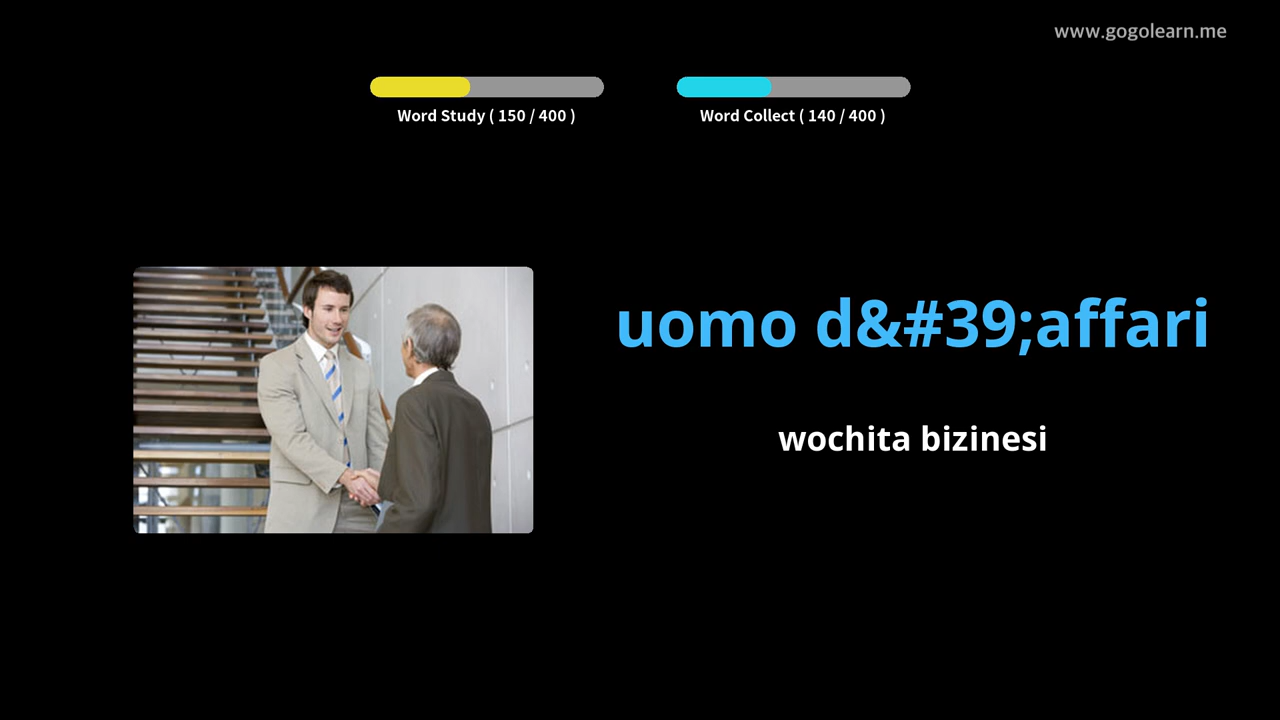 www.gogolearn.me
Word Study ( 150 / 400 )
Word Collect ( 140 / 400 )
uomo d&#39;affari
wochita bizinesi